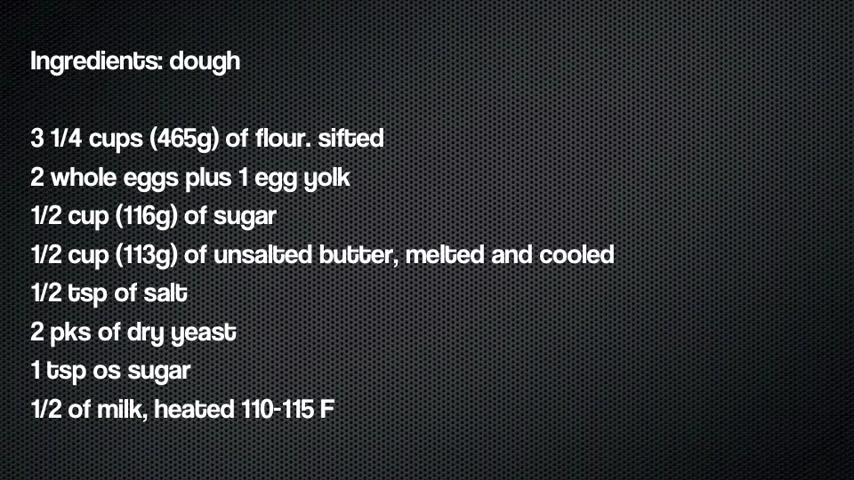 Ingredients: dough
3 1/4 cups (465g) of flour. sifted
2 whole eggs plus 1 egg yolk
1/2 cup (116g) of sugar
1/2 cup (113g) of unsalted butter, melted and cooled
1/2 tsp of salt
2 pks of dry yeast
1 tsp os sugar
1/2 of milk, heated 110-115 F